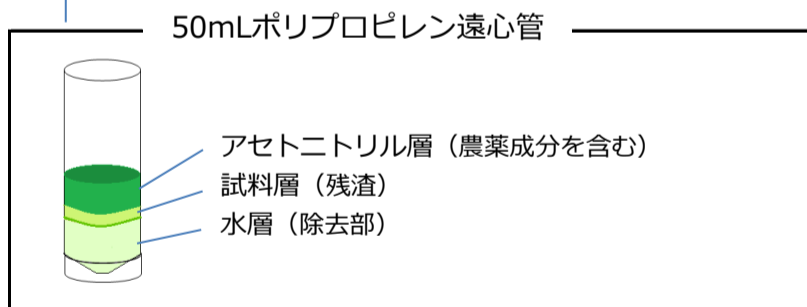 50mLポリプロピレン遠心管
アセトニトリル層（農薬成分を含む）
試料層（残渣）
水層（除去部）